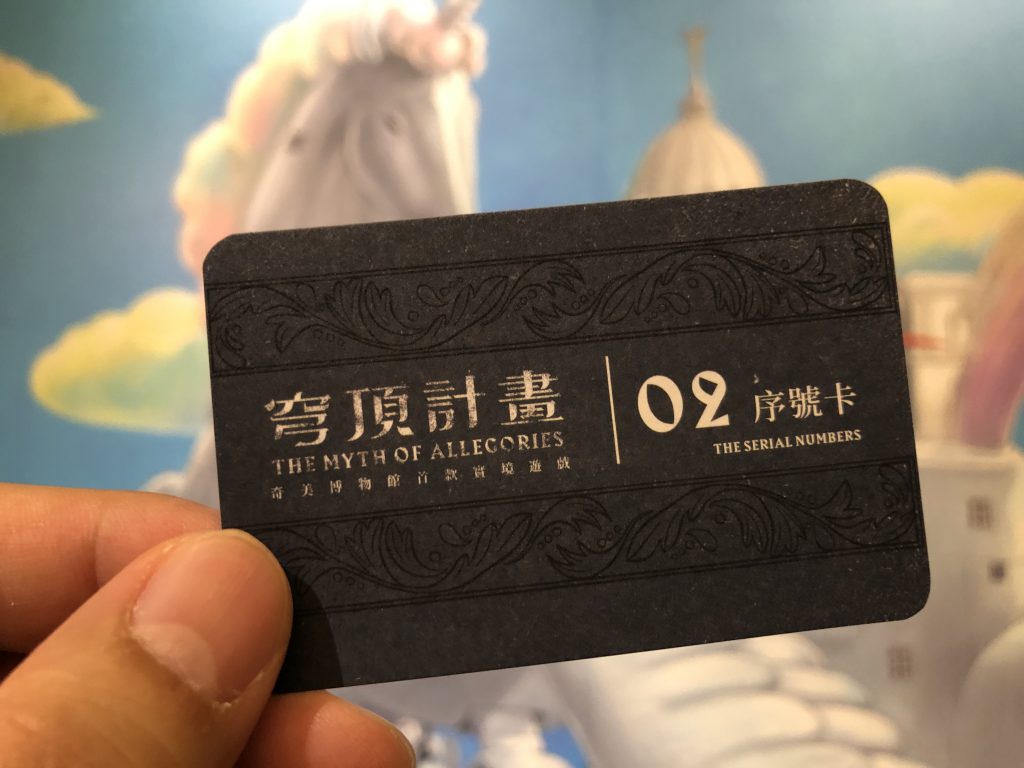 穹頂計畫
THE MYTH OF ALLEGORIES
奇美博物館首款實境遊戲
02 序號卡
THE SERIAL NUMBERS